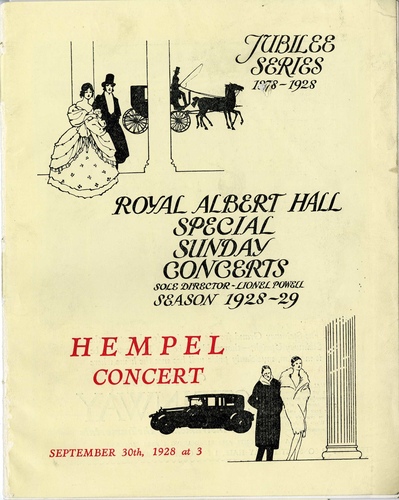 JUBILEE
SERIES
1878-1928
ROYAL ALBERT HALL
SPECIAL
SUNDAY
CONCERTS
SOLE DIRECTOR - LIONEL POWELL
SEASON 1928-29
HEMPEL
CONCERT
SEPTEMBER 30th, 1928 at 3